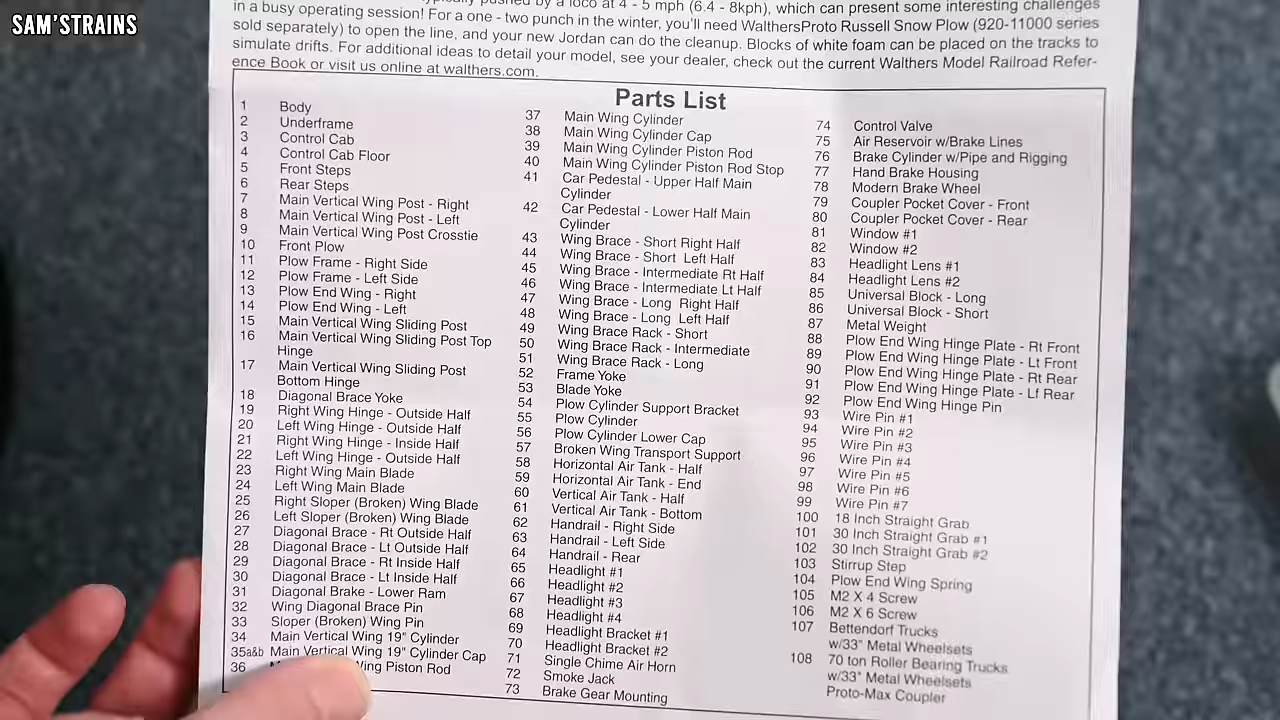 SAM'STRAINS
pushed by a loco at 4 - 5 mph (6.4 - 8kph), which can present some interesting challenges
in a busy operating session! For a one - two punch in the winter, you'll need WalthersProto Russell Snow Plow (920-11000 series
sold separately) to open the line, and your new Jordan can do the cleanup. Blocks of white foam can be placed on the tracks to
simulate drifts. For additional ideas to detail your model, see your dealer, check out the current Walthers Model Railroad Refer-
ence Book or visit us online at walthers.com.
Parts List
1 Body
2 Underframe
3 Control Cab
4 Control Cab Floor
5 Front Steps
6 Rear Steps
7 Main Vertical Wing Post - Right
8 Main Vertical Wing Post - Left
9 Main Vertical Wing Post Crosstie
10 Front Plow
11 Plow Frame - Right Side
12 Plow Frame - Left Side
13 Plow End Wing - Right
14 Plow End Wing - Left
15 Main Vertical Wing Sliding Post
16 Main Vertical Wing Sliding Post Top
Hinge
17 Main Vertical Wing Sliding Post
Bottom Hinge
18 Diagonal Brace Yoke
19 Right Wing Hinge - Outside Half
20 Left Wing Hinge - Outside Half
21 Right Wing Hinge - Inside Half
22 Left Wing Hinge - Outside Half
23 Right Wing Main Blade
24 Left Wing Main Blade
25 Right Sloper (Broken) Wing Blade
26 Left Sloper (Broken) Wing Blade
27 Diagonal Brace - Rt Outside Half
28 Diagonal Brace - Lt Outside Half
29 Diagonal Brace - Rt Inside Half
30 Diagonal Brace - Lt Inside Half
31 Diagonal Brake - Lower Ram
32 Wing Diagonal Brace Pin
33 Sloper (Broken) Wing Pin
34 Main Vertical Wing 19" Cylinder
35a&b Main Vertical Wing 19" Cylinder Cap
36 Wing Piston Rod
37 Main Wing Cylinder
38 Main Wing Cylinder Cap
39 Main Wing Cylinder Piston Rod
40 Main Wing Cylinder Piston Rod Stop
41 Car Pedestal - Upper Half Main
Cylinder
42 Car Pedestal - Lower Half Main
Cylinder
43 Wing Brace - Short Right Half
44 Wing Brace - Short Left Half
45 Wing Brace - Intermediate Rt Half
46 Wing Brace - Intermediate Lt Half
47 Wing Brace - Long Right Half
48 Wing Brace - Long Left Half
49 Wing Brace Rack - Short
50 Wing Brace Rack - Intermediate
51 Wing Brace Rack - Long
52 Frame Yoke
53 Blade Yoke
54 Plow Cylinder Support Bracket
55 Plow Cylinder
56 Plow Cylinder Lower Cap
57 Broken Wing Transport Support
58 Horizontal Air Tank - Half
59 Horizontal Air Tank - End
60 Vertical Air Tank - Half
61 Vertical Air Tank - Bottom
62 Handrail - Right Side
63 Handrail - Left Side
64 Handrail - Rear
65 Headlight #1
66 Headlight #2
67 Headlight #3
68 Headlight #4
69 Headlight Bracket #1
70 Headlight Bracket #2
71 Single Chime Air Horn
72 Smoke Jack
73 Brake Gear Mounting
74 Control Valve
75 Air Reservoir w/Brake Lines
76 Brake Cylinder w/Pipe and Rigging
77 Hand Brake Housing
78 Modern Brake Wheel
79 Coupler Pocket Cover - Front
80 Coupler Pocket Cover - Rear
81 Window #1
82 Window #2
83 Headlight Lens #1
84 Headlight Lens #2
85 Universal Block - Long
86 Universal Block - Short
87 Metal Weight
88 Plow End Wing Hinge Plate - Rt Front
89 Plow End Wing Hinge Plate - Lt Front
90 Plow End Wing Hinge Plate - Rt Rear
91 Plow End Wing Hinge Plate - Lf Rear
92 Plow End Wing Hinge Pin
93 Wire Pin #1
94 Wire Pin #2
95 Wire Pin #3
96 Wire Pin #4
97 Wire Pin #5
98 Wire Pin #6
99 Wire Pin #7
100 18 Inch Straight Grab
101 30 Inch Straight Grab #1
102 30 Inch Straight Grab #2
103 Stirrup Step
104 Plow End Wing Spring
105 M2 X 4 Screw
106 M2 X 6 Screw
107 Bettendorf Trucks
w/33" Metal Wheelsets
108 70 ton Roller Bearing Trucks
w/33" Metal Wheelsets
Proto-Max Coupler